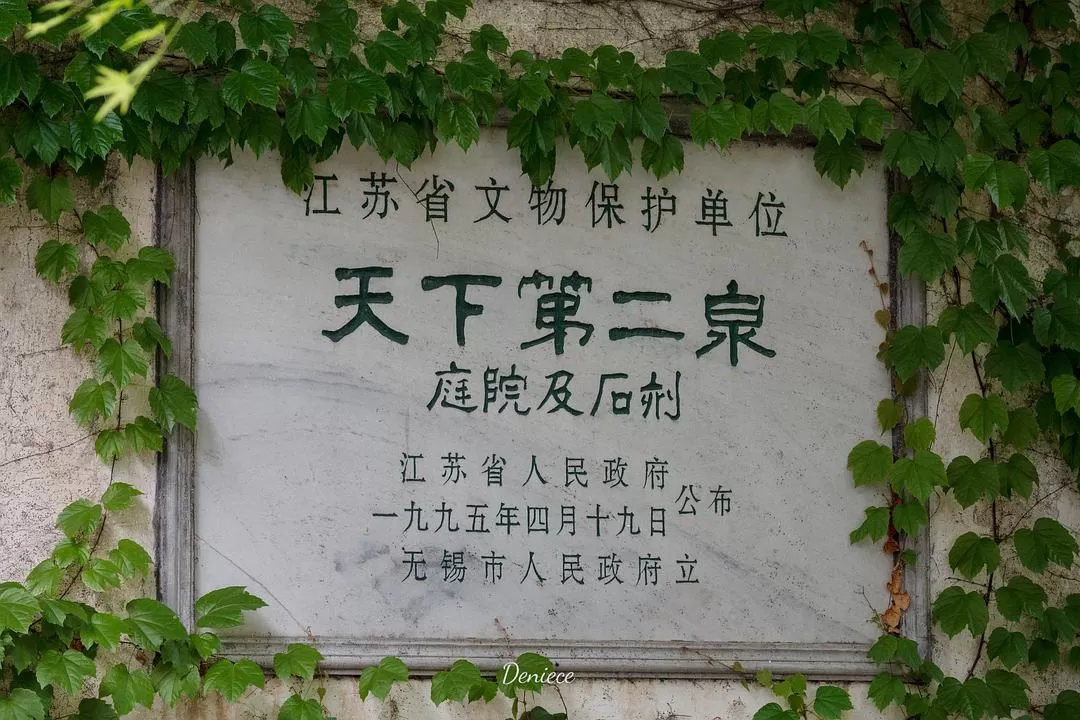 江苏省文物保护单位
天下第二泉
庭院及石刻
江苏省人民政府
一九九五年四月十九日
公布
无锡市人民政府立
Deniece